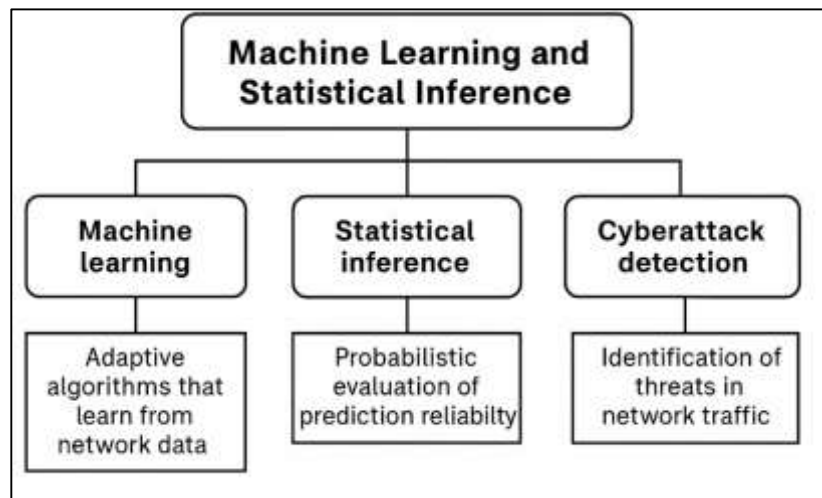 Machine Learning and
Statistical Inference
Machine
learning
Statistical
inference
Cyberattack
detection
Adaptive
algorithms that
learn from
network data
Probabilistic
evaluation of
prediction reliabilty
Identification of
threats in
network traffic